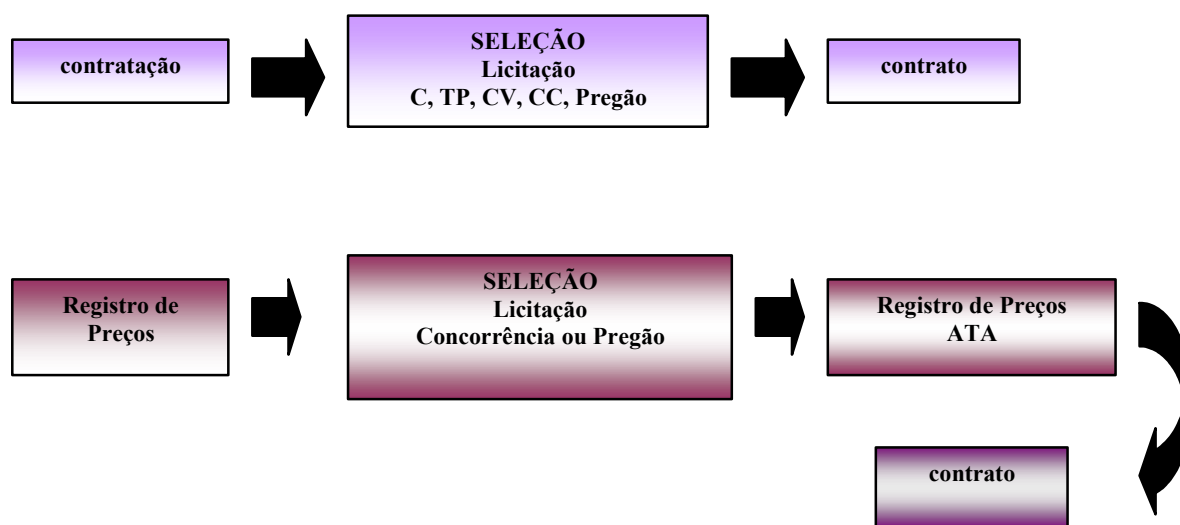 contratação
SELEÇÃO
Licitação
C, TP, CV, CC, Pregão
contrato
Registro de
Preços
SELEÇÃO
Licitação
Concorrência ou Pregão
Registro de Preços
ATA
contrato